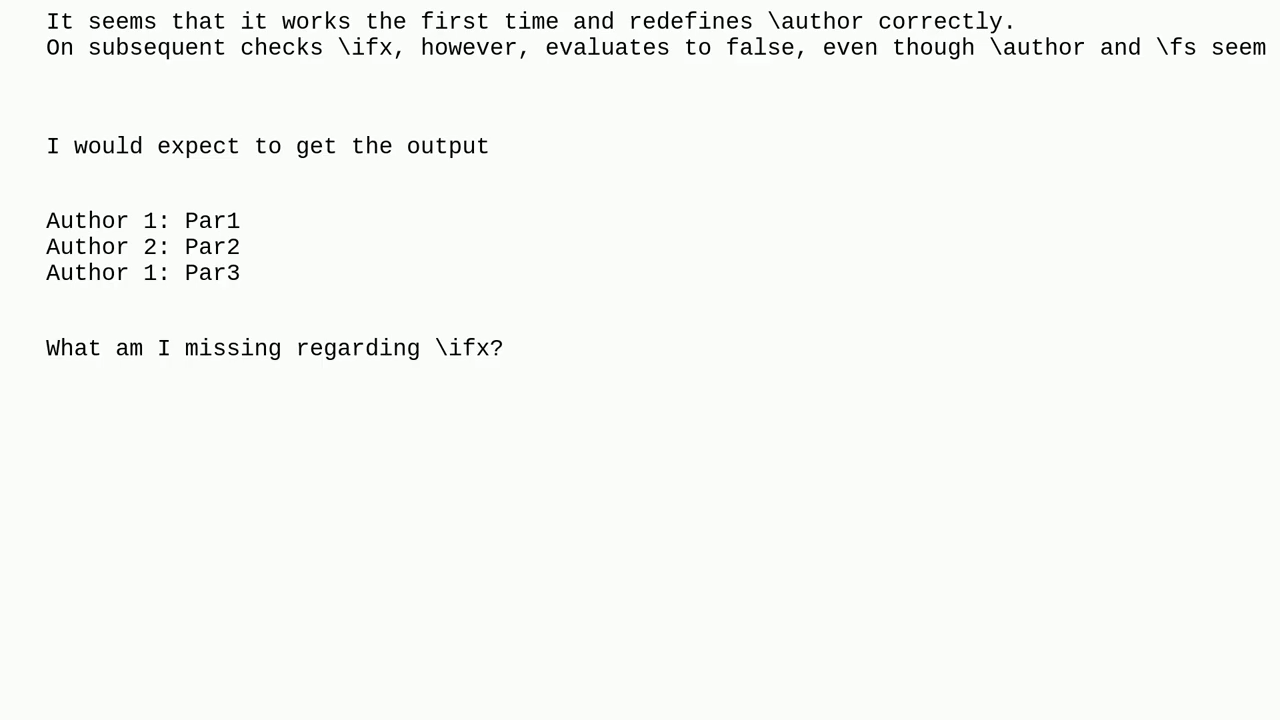 It seems that it works the first time and redefines \author correctly.
On subsequent checks \ifx, however, evaluates to false, even though \author and \fs seem
I would expect to get the output
Author 1: Par1
Author 2: Par2
Author 1: Par3
What am I missing regarding \ifx?